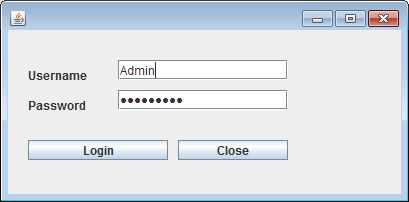 Username Admin
Password •••••••••
Login Close